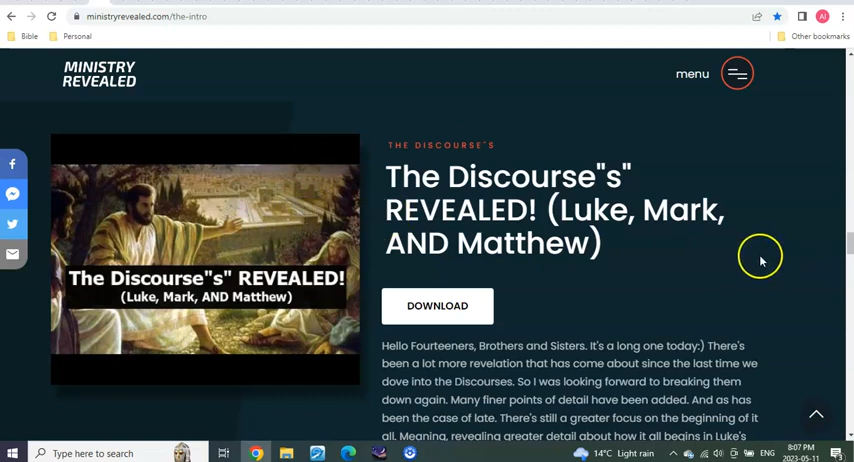 ministryrevealed.com/the-intro
AI
Bible
Personal
Other bookmarks
MINISTRY
REVEALED
menu
THE DISCOURSE"S
The Discourse"s"
REVEALED! (Luke, Mark,
AND Matthew)
The Discourse"s" REVEALED!
(Luke, Mark, AND Matthew)
DOWNLOAD
Hello Fourteeners, Brothers and Sisters. It's a long one today:) There's
been a lot more revelation that has come about since the last time we
dove into the Discourses. So I was looking forward to breaking them
down again. Many finer points of detail have been added. And as has
been the case of late. There's still a greater focus on the beginning of it
all. Meaning, revealing greater detail about how it all begins in Luke's
Type here to search
14°C Light rain
ENG
8:07 PM
2023-05-11
3